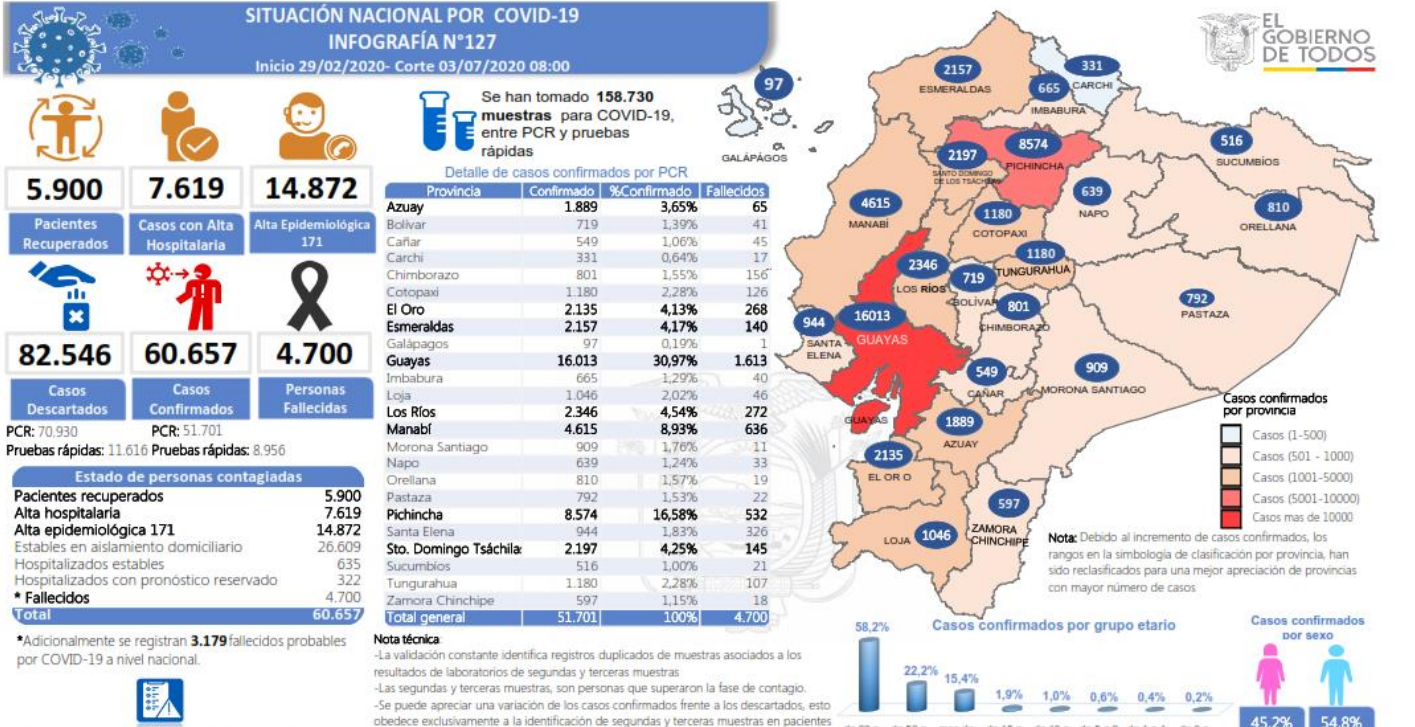 SITUACIÓN NACIONAL POR COVID-19
INFOGRAFÍA N°127
Inicio 29/02/2020- Corte 03/07/2020 08:00
EL
GOBIERNO
DE TODOS
5.900
Pacientes
Recuperados
7.619
Casos con Alta
Hospitalaria
14.872
Alta Epidemiológica
171
82.546
Casos
Descartados
60.657
Casos
Confirmados
4.700
Personas
Fallecidas
PCR: 70.930
PCR: 51.701
Pruebas rápidas: 11.616 Pruebas rápidas: 8.956
Estado de personas contagiadas
Pacientes recuperados 5.900
Alta hospitalaria 7.619
Alta epidemiológica 171 14.872
Estables en aislamiento domiciliario 26.609
Hospitalizados estables 635
Hospitalizados con pronóstico reservado 322
* Fallecidos 4.700
Total 60.657
*Adicionalmente se registran 3.179 fallecidos probables
por COVID-19 a nivel nacional.
Se han tomado 158.730
muestras para COVID-19,
entre PCR y pruebas
rápidas
Detalle de casos confirmados por PCR
Provincia Confirmado %Confirmado Fallecidos
Azuay 1.889 3,65% 65
Bolívar 719 1,39% 41
Cañar 549 1,06% 45
Carchi 331 0,64% 17
Chimborazo 801 1,55% 156
Cotopaxi 1.180 2,28% 126
El Oro 2.135 4,13% 268
Esmeraldas 2.157 4,17% 140
Galápagos 97 0,19% 1
Guayas 16.013 30,97% 1.613
Imbabura 665 1,29% 40
Loja 1.046 2,02% 46
Los Ríos 2.346 4,54% 272
Manabí 4.615 8,93% 636
Morona Santiago 909 1,76% 11
Napo 639 1,24% 33
Orellana 810 1,57% 19
Pastaza 792 1,53% 22
Pichincha 8.574 16,58% 532
Santa Elena 944 1,83% 326
Sto. Domingo Tsáchila 2.197 4,25% 145
Sucumbíos 516 1,00% 21
Tungurahua 1.180 2,28% 107
Zamora Chinchipe 597 1,15% 18
Total general 51.701 100% 4.700
Nota técnica
-La validación constante identifica registros duplicados de muestras asociados a los
resultados de laboratorios de segundas y terceras muestras
-Las segundas y terceras muestras, son personas que superaron la fase de contagio.
-Se puede apreciar una variación de los casos confirmados frente a los descartados, esto
obedece exclusivamente a la identificación de segundas y terceras muestras en pacientes
97
GALÁPAGOS
2157
ESMERALDAS
331
CARCHI
665
IMBABURA
516
SUCUMBÍOS
8574
PICHINCHA
2197
SANTO DOMINGO
DE LOS TSÁCHILAS
639
NAPO
810
ORELLANA
4615
MANABÍ
1180
COTOPAXI
1180
TUNGURAHUA
2346
LOS RÍOS
719
BOLÍVAR
801
CHIMBORAZO
792
PASTAZA
944
SANTA
ELENA
16013
GUAYAS
549
CAÑAR
909
MORONA SANTIAGO
GUAYAS
1889
AZUAY
2135
EL OR O
597
ZAMORA
CHINCHIPE
LOJA 1046
Casos confirmados
por provincia
Casos (1-500)
Casos (501 - 1000)
Casos (1001-5000)
Casos (5001-10000)
Casos mas de 10000
Nota: Debido al incremento de casos confirmados, los
rangos en la simbología de clasificación por provincia, han
sido reclasificados para una mejor apreciación de provincias
con mayor número de casos
Casos confirmados por grupo etario
58,2% 22,2% 15,4% 1,9% 1,0% 0,6% 0,4% 0,2%
Casos confirmados
por sexo
45,2% 54,8%